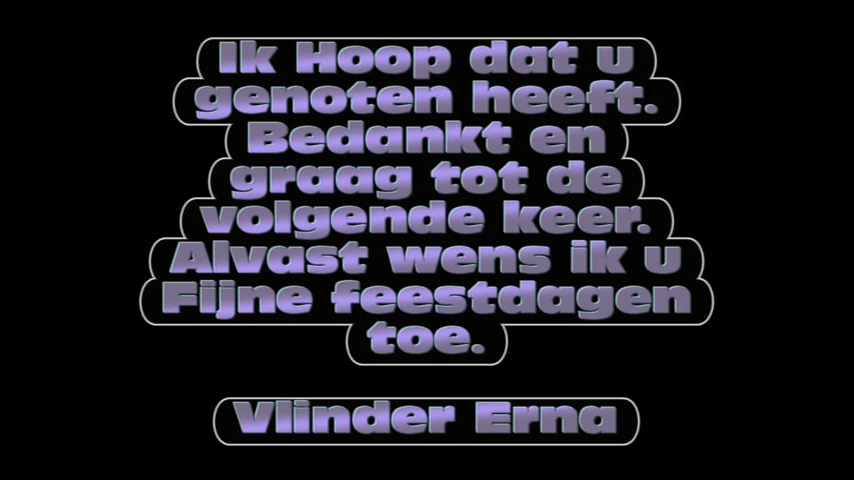 Ik Hoop dat u
genoten heeft.
Bedankt en
graag tot de
volgende keer.
Alvast wens ik u
Fijne feestdagen
toe.
Vlinder Erna